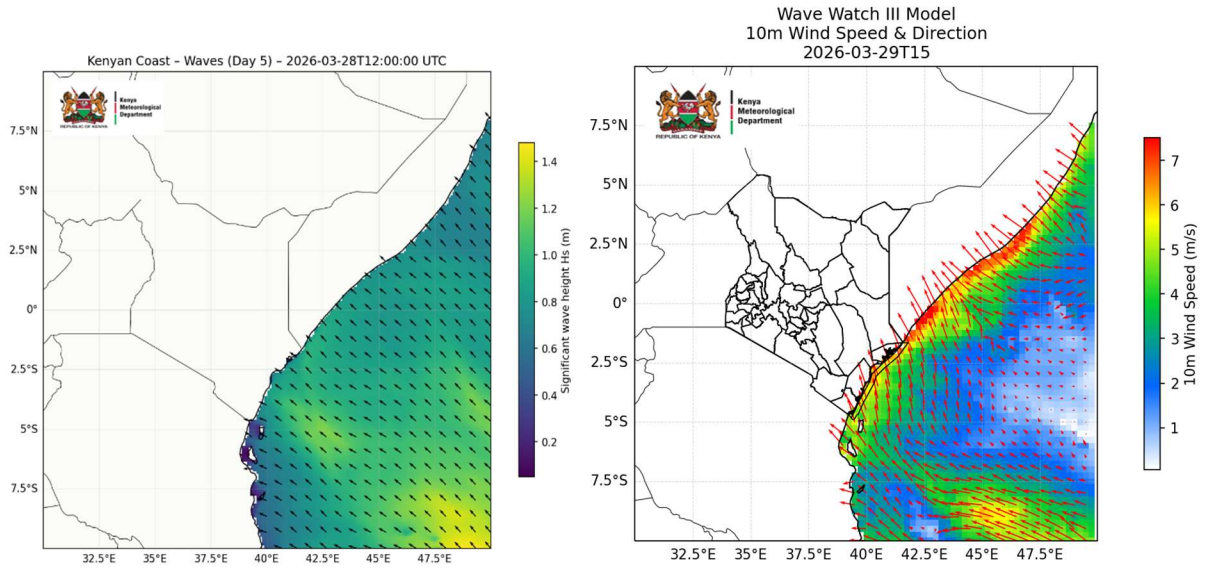 Kenyan Coast – Waves (Day 5) – 2026-03-28T12:00:00 UTC
REPUBLIC OF KENYA
Kenya
Meteorological
Department
7.5°N
5°N
2.5°N
0°
2.5°S
5°S
7.5°S
32.5°E
35°E
37.5°E
40°E
42.5°E
45°E
47.5°E
1.4
1.2
1.0
0.8
0.6
0.4
0.2
Significant wave height Hs (m)
Wave Watch III Model
10m Wind Speed & Direction
2026-03-29T15
REPUBLIC OF KENYA
Kenya
Meteorological
Department
7.5°N
5°N
2.5°N
0°
2.5°S
5°S
7.5°S
32.5°E
35°E
37.5°E
40°E
42.5°E
45°E
47.5°E
7
6
5
4
3
2
1
10m Wind Speed (m/s)